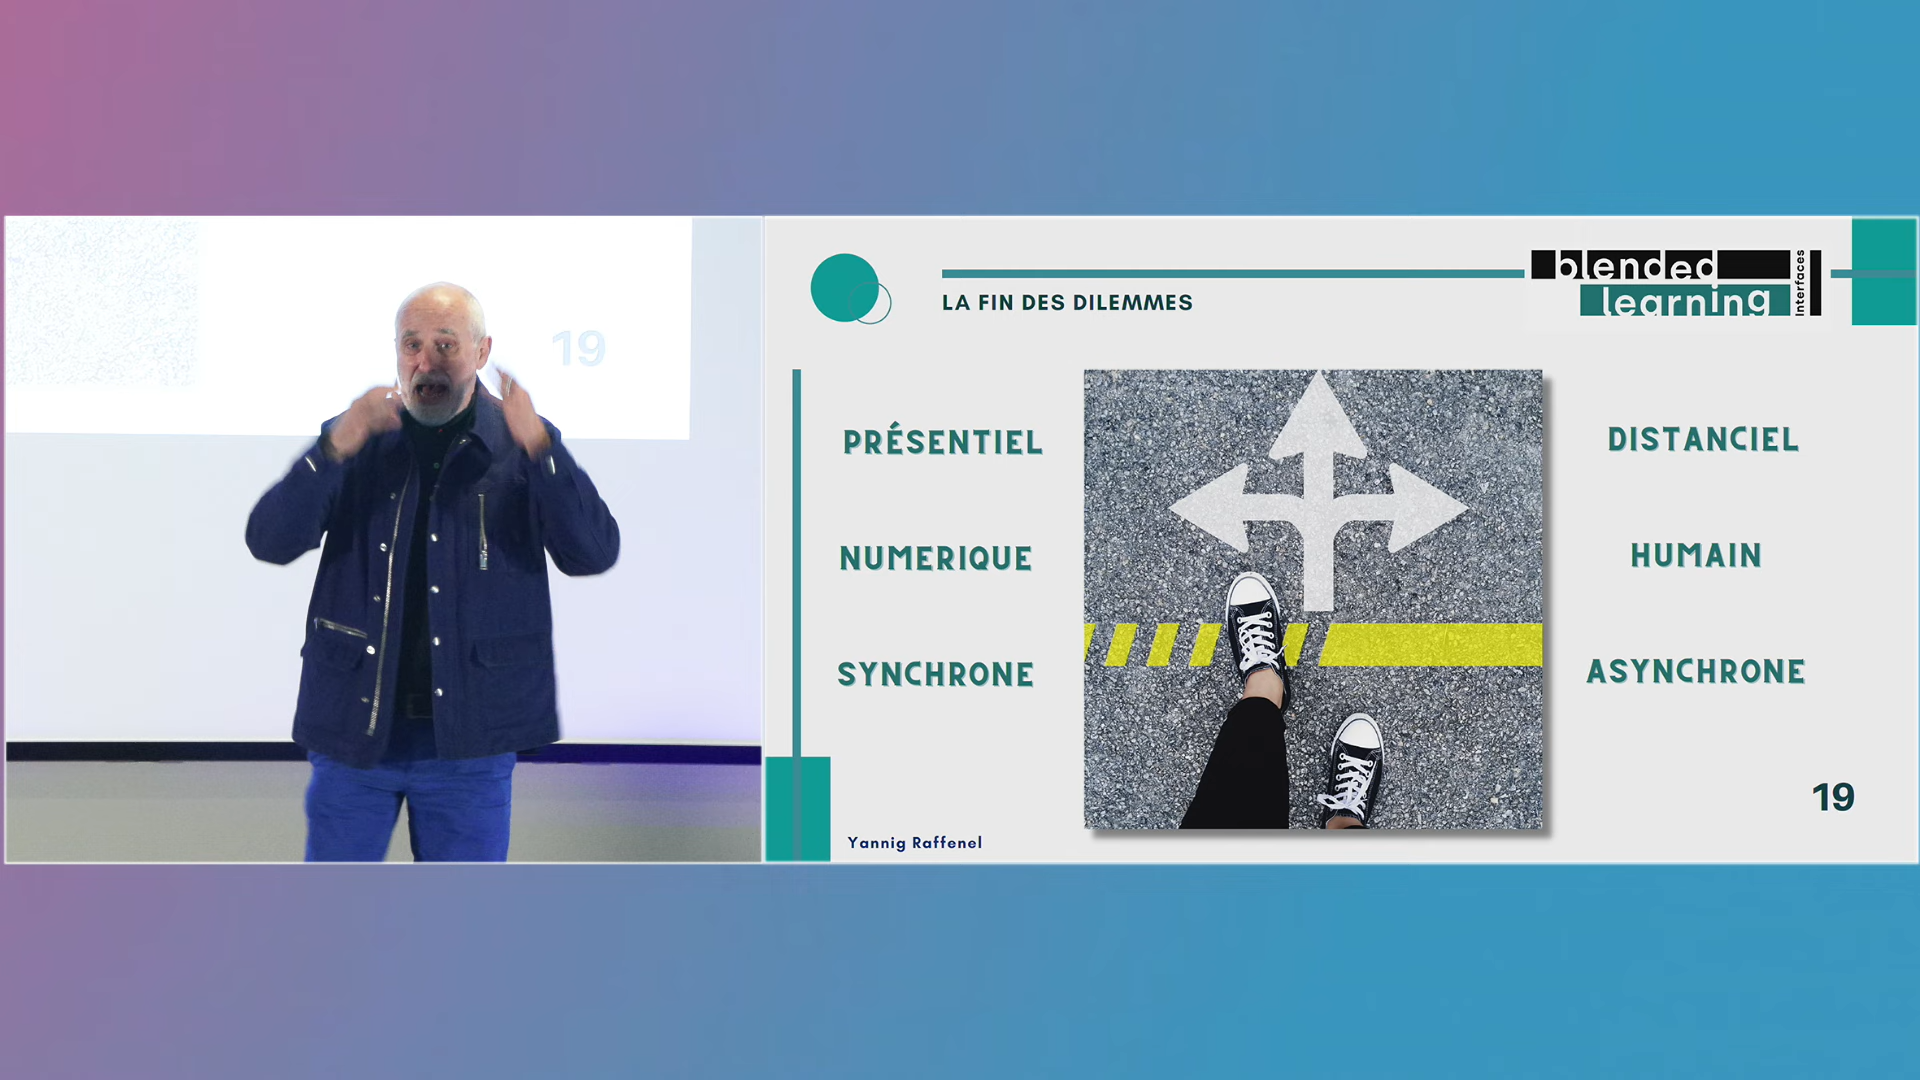 19
blended
learning
Interfaces
LA FIN DES DILEMMES
PRÉSENTIEL
DISTANCIEL
NUMERIQUE
HUMAIN
SYNCHRONE
ASYNCHRONE
19
Yannig Raffenel